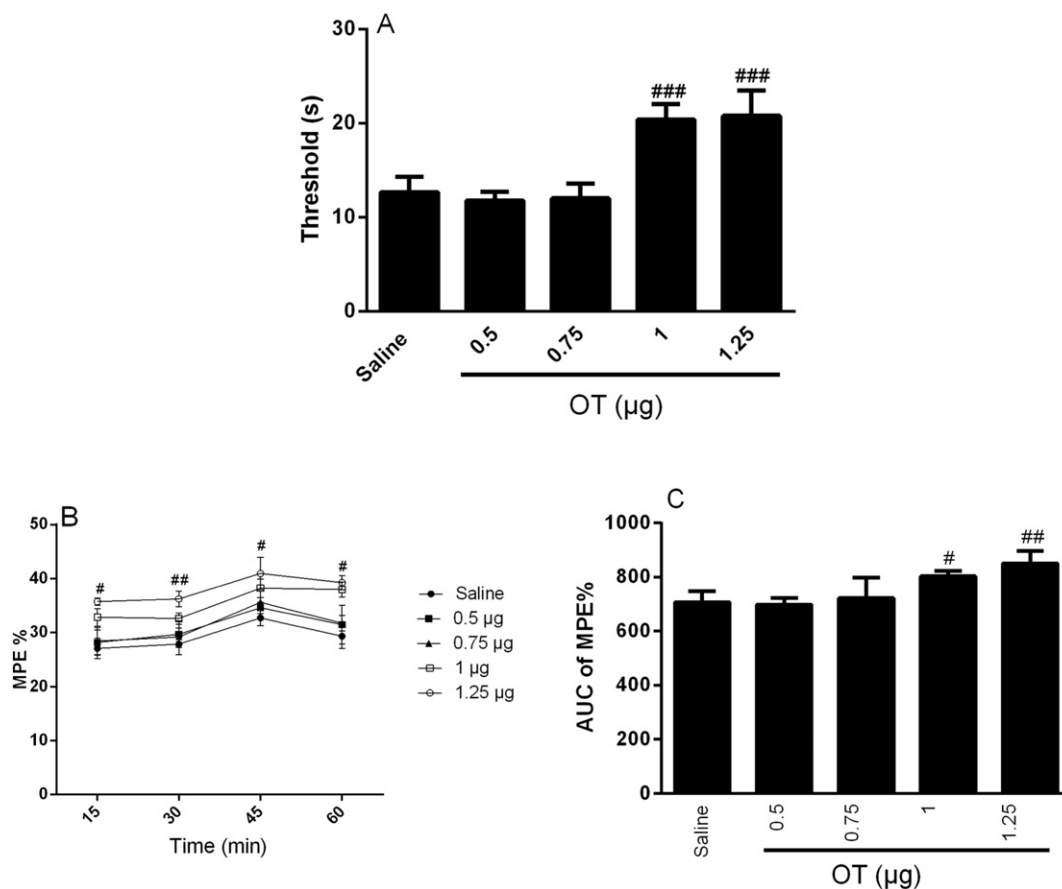 A
30
20
10
0
Threshold (s)
### ###
Saline 0.5 0.75 1 1.25
OT (µg)
B
50
40
30
20
10
0
MPE %
# ## # #
15 30 45 60
Time (min)
Saline
0.5 µg
0.75 µg
1 µg
1.25 µg
C
1000
800
600
400
200
0
AUC of MPE%
# ##
Saline 0.5 0.75 1 1.25
OT (µg)